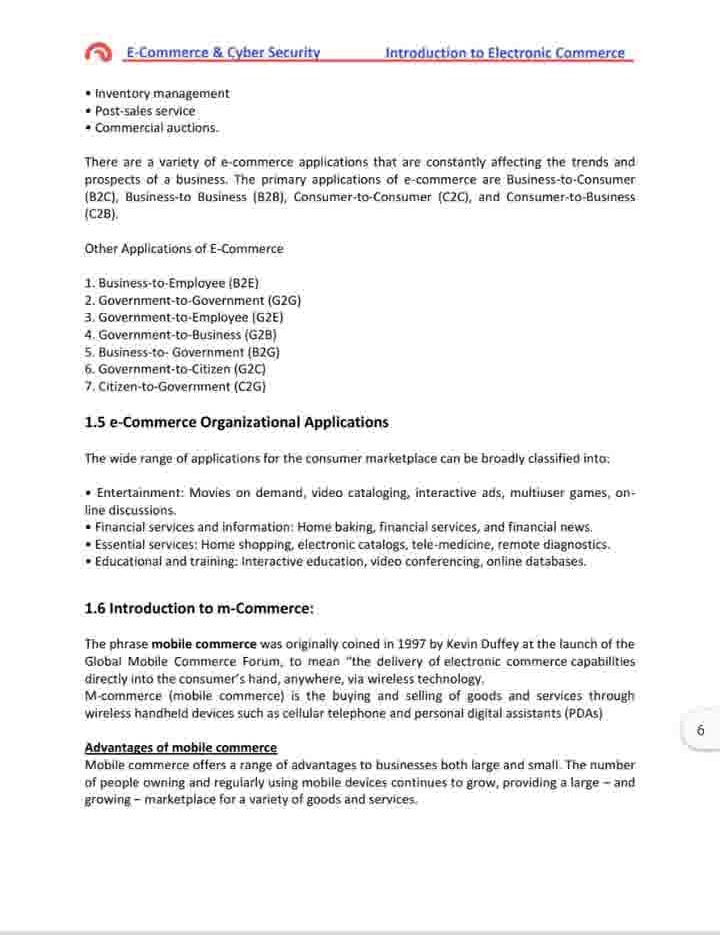 E-Commerce & Cyber Security Introduction to Electronic Commerce
• Inventory management
• Post-sales service
• Commercial auctions.
There are a variety of e-commerce applications that are constantly affecting the trends and
prospects of a business. The primary applications of e-commerce are Business-to-Consumer
(B2C), Business-to Business (B2B), Consumer-to-Consumer (C2C), and Consumer-to-Business
(C2B).
Other Applications of E-Commerce
1. Business-to-Employee (B2E)
2. Government-to-Government (G2G)
3. Government-to-Employee (G2E)
4. Government-to-Business (G2B)
5. Business-to- Government (B2G)
6. Government-to-Citizen (G2C)
7. Citizen-to-Government (C2G)
1.5 e-Commerce Organizational Applications
The wide range of applications for the consumer marketplace can be broadly classified into:
• Entertainment: Movies on demand, video cataloging, interactive ads, multiuser games, on-
line discussions.
• Financial services and information: Home baking, financial services, and financial news.
• Essential services: Home shopping, electronic catalogs, tele-medicine, remote diagnostics.
• Educational and training: Interactive education, video conferencing, online databases.
1.6 Introduction to m-Commerce:
The phrase mobile commerce was originally coined in 1997 by Kevin Duffey at the launch of the
Global Mobile Commerce Forum, to mean "the delivery of electronic commerce capabilities
directly into the consumer's hand, anywhere, via wireless technology.
M-commerce (mobile commerce) is the buying and selling of goods and services through
wireless handheld devices such as cellular telephone and personal digital assistants (PDAs)
6
Advantages of mobile commerce
Mobile commerce offers a range of advantages to businesses both large and small. The number
of people owning and regularly using mobile devices continues to grow, providing a large – and
growing – marketplace for a variety of goods and services.